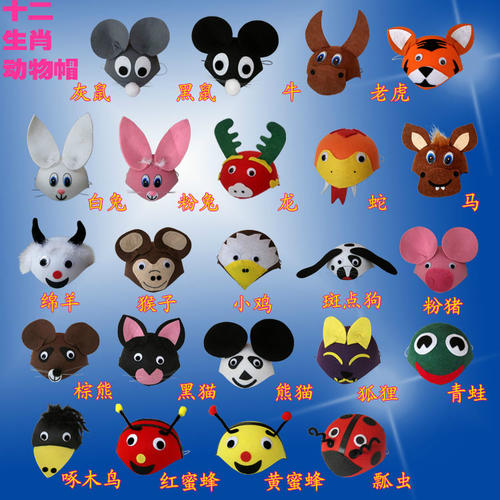 十二
生肖
动物帽
灰鼠 黑鼠 牛 老虎
白兔 粉兔 龙 蛇 马
绵羊 猴子 小鸡 斑点狗 粉猪
棕熊 黑猫 熊猫 狐狸 青蛙
啄木鸟 红蜜蜂 黄蜜蜂 瓢虫